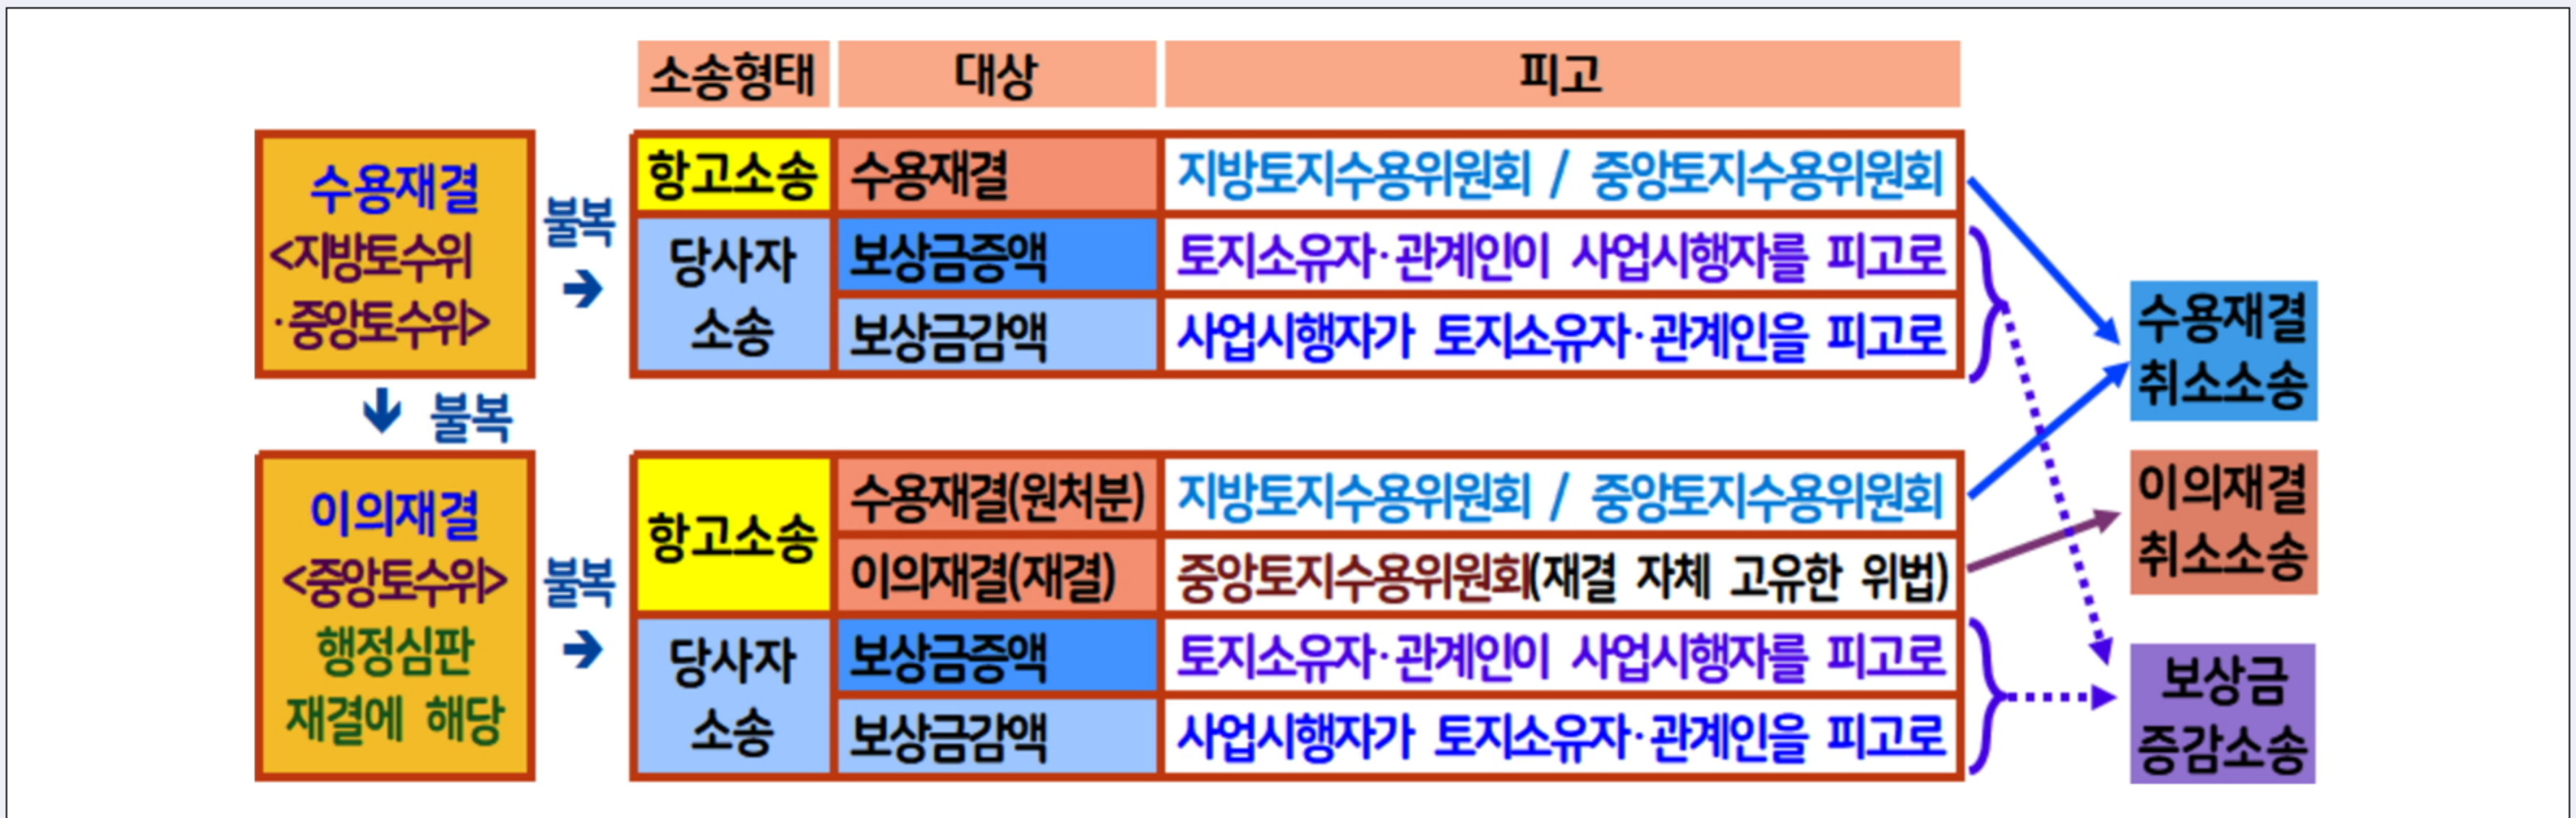 소송형태 대상 피고
수용재결
<지방토수위
·중앙토수위>
불복
➔
항고소송 수용재결 지방토지수용위원회 / 중앙토지수용위원회
당사자
소송
보상금증액 토지소유자·관계인이 사업시행자를 피고로
보상금감액 사업시행자가 토지소유자·관계인을 피고로
불복
이의재결
<중앙토수위>
행정심판
재결에 해당
불복
➔
항고소송
수용재결(원처분) 지방토지수용위원회 / 중앙토지수용위원회
이의재결(재결) 중앙토지수용위원회(재결 자체 고유한 위법)
당사자
소송
보상금증액 토지소유자·관계인이 사업시행자를 피고로
보상금감액 사업시행자가 토지소유자·관계인을 피고로
수용재결
취소소송
이의재결
취소소송
보상금
증감소송